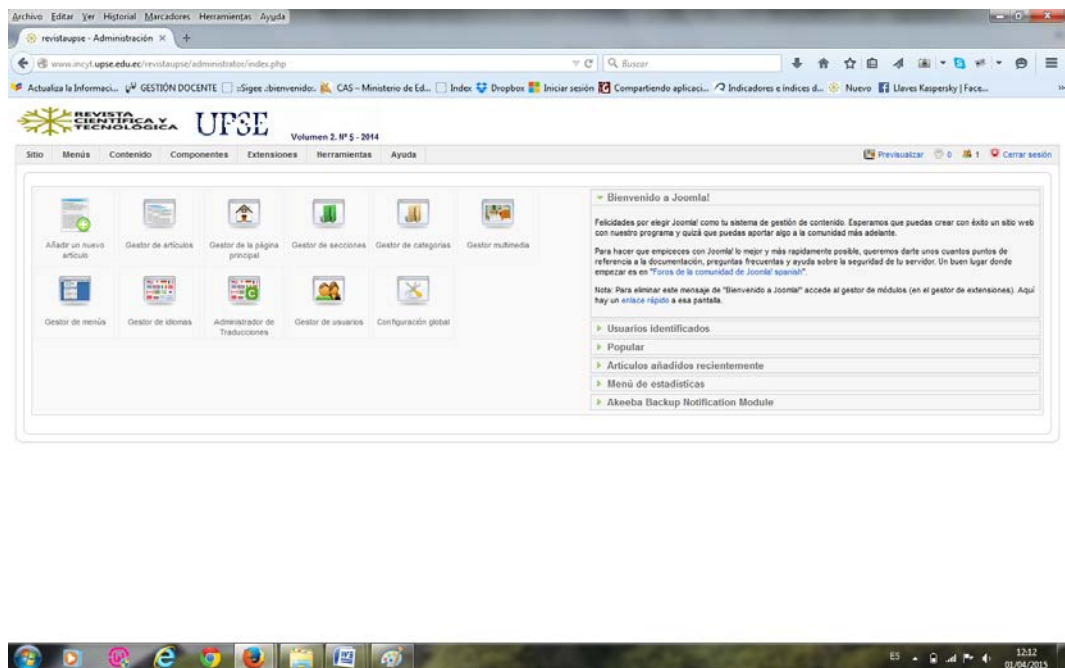 Archivo Editar Ver Historial Marcadores Herramientas Ayuda
revistaupse - Administración
www.incyt.upse.edu.ec/revistaupse/administrator/index.php
Buscar
Actualiza la Informaci... GESTIÓN DOCENTE ::Sigee .:bienvenido:. CAS – Ministerio de Ed... Index Dropbox Iniciar sesión Compartiendo aplicaci... Indicadores e índices d... Nuevo Llaves Kaspersky | Face...
REVISTA
CIENTÍFICA Y
TECNOLÓGICA
UPSE
Volumen 2. Nº 5 - 2014
Sitio Menús Contenido Componentes Extensiones Herramientas Ayuda
Previsualizar 0 1 Cerrar sesión
Añadir un nuevo
artículo
Gestor de artículos
Gestor de la página
principal
Gestor de secciones
Gestor de categorías
Gestor multimedia
Gestor de menús
Gestor de idiomas
Administrador de
Traducciones
Gestor de usuarios
Configuración global
Bienvenido a Joomla!
Felicidades por elegir Joomla! como tu sistema de gestión de contenido. Esperamos que puedas crear con éxito un sitio web
con nuestro programa y quizá que puedas aportar algo a la comunidad más adelante.
Para hacer que empieces con Joomla! lo mejor y más rapidamente posible, queremos darte unos cuantos puntos de
referencia a la documentación, preguntas frecuentes y ayuda sobre la seguridad de tu servidor. Un buen lugar donde
empezar es en "Foros de la comunidad de Joomla! spanish".
Nota: Para eliminar este mensaje de "Bienvenido a Joomla!" accede al gestor de módulos (en el gestor de extensiones). Aquí
hay un enlace rápido a esa pantalla.
Usuarios identificados
Popular
Artículos añadidos recientemente
Menú de estadísticas
Akeeba Backup Notification Module
ES
12:12
01/04/2015